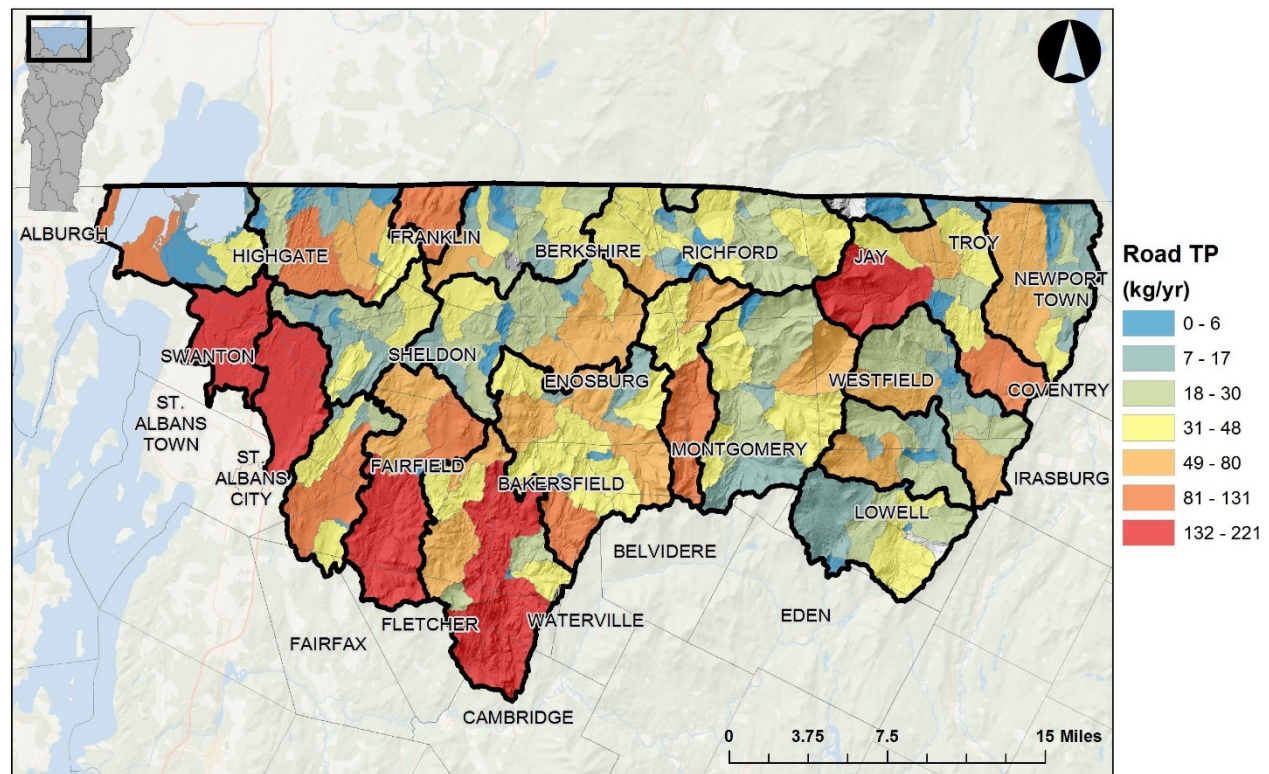 ALBURGH
HIGHGATE
FRANKLIN
BERKSHIRE
RICHFORD
JAY
TROY
NEWPORT
TOWN
SWANTON
SHELDON
ENOSBURG
WESTFIELD
COVENTRY
ST.
ALBANS
TOWN
ST.
ALBANS
CITY
FAIRFIELD
BAKERSFIELD
MONTGOMERY
IRASBURG
LOWELL
BELVIDERE
EDEN
FAIRFAX
FLETCHER
WATERVILLE
CAMBRIDGE
0 3.75 7.5 15 Miles
Road TP
(kg/yr)
0 - 6
7 - 17
18 - 30
31 - 48
49 - 80
81 - 131
132 - 221